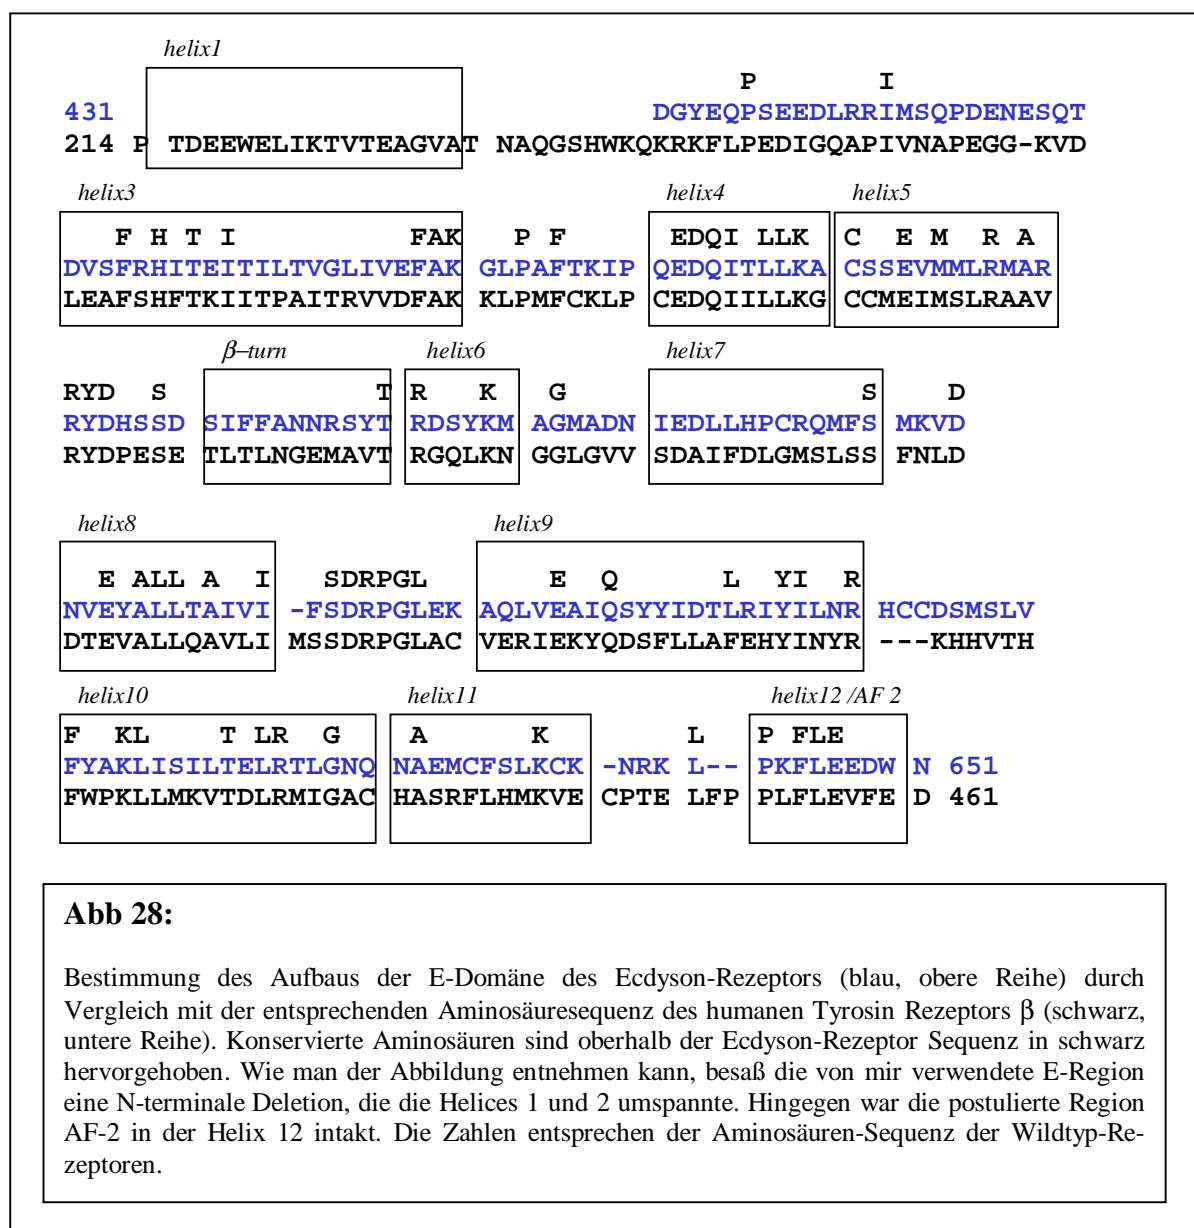 helix1
P I
431 DGYEQPSEEDLRRIMSQPDENESQT
214 P TDEEWELIKTVTEAGVAT NAQGSHWKQKRKFLPEDIGQAPIVNAPEGG-KVD
helix3 helix4 helix5
F H T I FAK P F EDQI LLK C E M R A
DVSFRHITEITILTVGLIVEFAK GLPAFTKIP QEDQITLLKA CSSEVMMLRMAR
LEAFSHFTKIITPAITRVVDFAK KLPMFCKLP CEDQIILLKG CCMEIMSLRAAV
β–turn helix6 helix7
RYD S T R K G S D
RYDHSSD SIFFANNRSYT RDSYKM AGMADN IEDLLHPCRQMFS MKVD
RYDPESE TLTLNGEMAVT RGQLKN GGLGVV SDAIFDLGMSLSS FNLD
helix8 helix9
E ALL A I SDRPGL E Q L YI R
NVEYALLTAIVI -FSDRPGLEK AQLVEAIQSYYIDTLRIYILNR HCCDSMSLV
DTEVALLQAVLI MSSDRPGLAC VERIEKYQDSFLLAFEHYINYR ---KHHVTH
helix10 helix11 helix12 /AF 2
F KL T LR G A K L P FLE
FYAKLISILTELRTLGNQ NAEMCFSLKCK -NRK L-- PKFLEEDW N 651
FWPKLLMKVTDLRMIGAC HASRFLHMKVE CPTE LFP PLFLEVFE D 461
Abb 28:
Bestimmung des Aufbaus der E-Domäne des Ecdyson-Rezeptors (blau, obere Reihe) durch
Vergleich mit der entsprechenden Aminosäuresequenz des humanen Tyrosin Rezeptors β (schwarz,
untere Reihe). Konservierte Aminosäuren sind oberhalb der Ecdyson-Rezeptor Sequenz in schwarz
hervorgehoben. Wie man der Abbildung entnehmen kann, besaß die von mir verwendete E-Region
eine N-terminale Deletion, die die Helices 1 und 2 umspannte. Hingegen war die postulierte Region
AF-2 in der Helix 12 intakt. Die Zahlen entsprechen der Aminosäuren-Sequenz der Wildtyp-Re-
zeptoren.